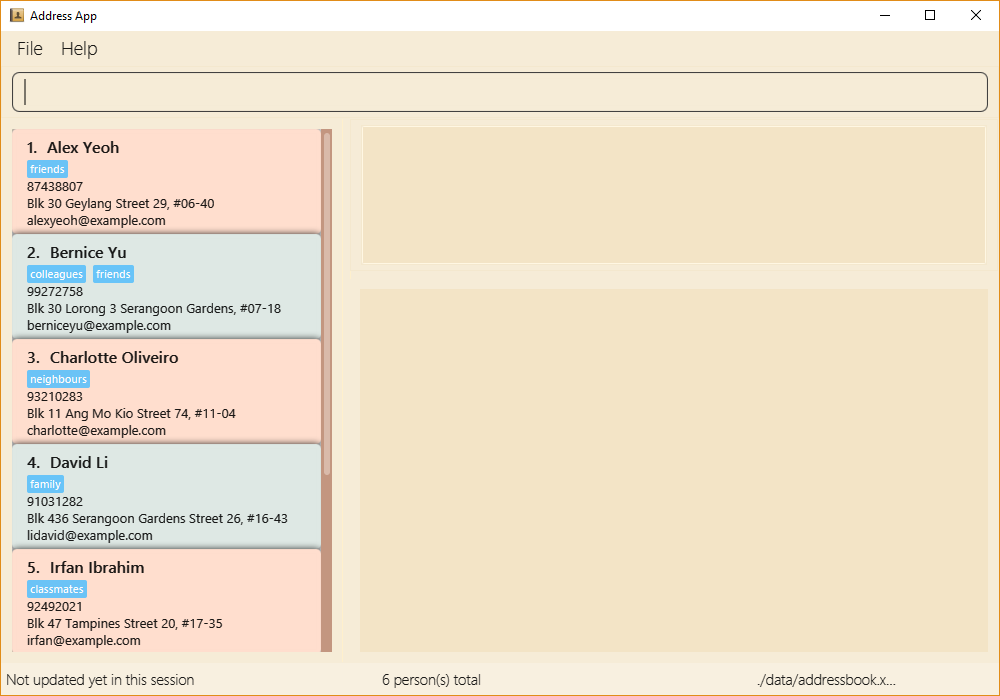 Address App
File Help
1. Alex Yeoh
friends
87438807
Blk 30 Geylang Street 29, #06-40
alexyeoh@example.com
2. Bernice Yu
colleagues friends
99272758
Blk 30 Lorong 3 Serangoon Gardens, #07-18
berniceyu@example.com
3. Charlotte Oliveiro
neighbours
93210283
Blk 11 Ang Mo Kio Street 74, #11-04
charlotte@example.com
4. David Li
family
91031282
Blk 436 Serangoon Gardens Street 26, #16-43
lidavid@example.com
5. Irfan Ibrahim
classmates
92492021
Blk 47 Tampines Street 20, #17-35
irfan@example.com
Not updated yet in this session 6 person(s) total ./data/addressbook.x...